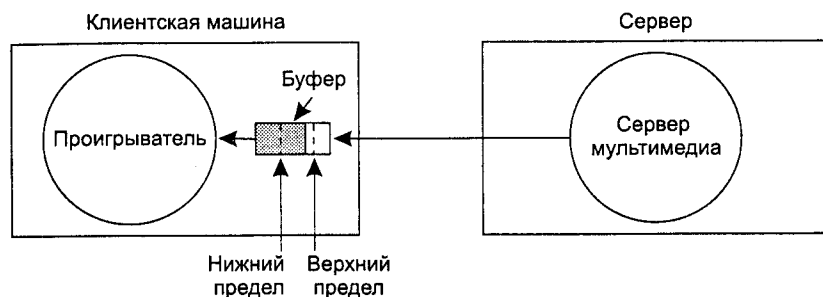 Клиентская машина
Сервер
Буфер
Проигрыватель
Сервер
мультимедиа
Нижний
предел
Верхний
предел